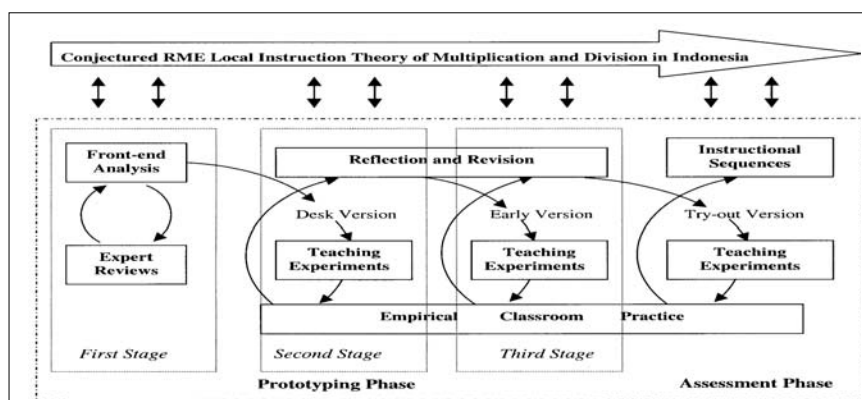 Conjectured RME Local Instruction Theory of Multiplication and Division in Indonesia
Front-end
Analysis
Expert
Reviews
First Stage
Reflection and Revision
Desk Version
Teaching
Experiments
Second Stage
Early Version
Teaching
Experiments
Third Stage
Instructional
Sequences
Try-out Version
Teaching
Experiments
Empirical Classroom Practice
Prototyping Phase
Assessment Phase